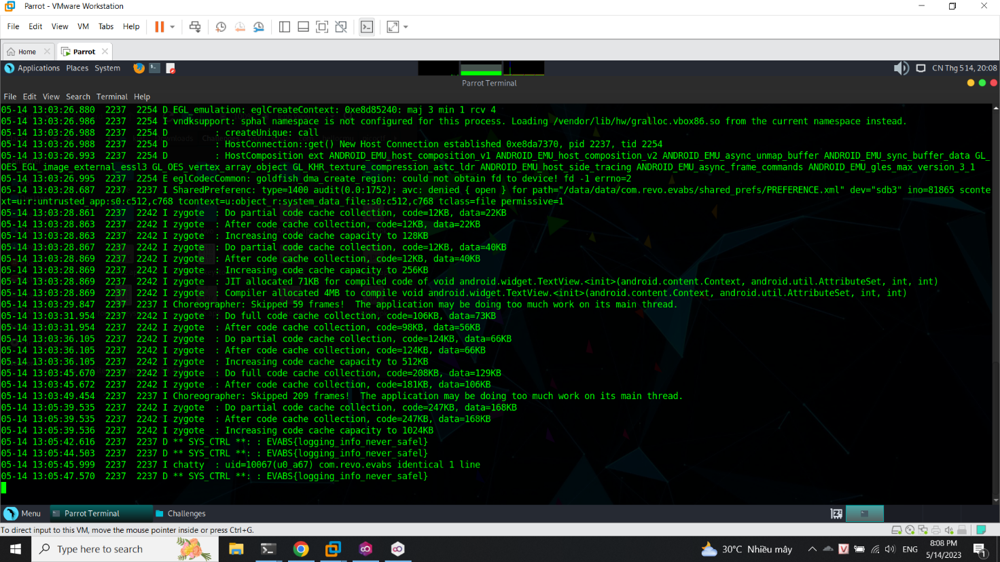 Parrot - VMware Workstation
File Edit View VM Tabs Help
Home Parrot
Applications Places System CN Thg 5 14, 20:08
Parrot Terminal
File Edit View Search Terminal Help
05-14 13:03:26.880 2237 2254 D EGL_emulation: eglCreateContext: 0xe8d85240: maj 3 min 1 rcv 4
05-14 13:03:26.986 2237 2254 I vndksupport: sphal namespace is not configured for this process. Loading /vendor/lib/hw/gralloc.vbox86.so from the current namespace instead.
05-14 13:03:26.988 2237 2254 D : createUnique: call
05-14 13:03:26.988 2237 2254 D : HostConnection::get() New Host Connection established 0xe8da7370, pid 2237, tid 2254
05-14 13:03:26.993 2237 2254 D : HostComposition ext ANDROID_EMU_host_composition_v1 ANDROID_EMU_host_composition_v2 ANDROID_EMU_async_unmap_buffer ANDROID_EMU_sync_buffer_data GL_
OES_EGL_image_external_essl3 GL_OES_vertex_array_object GL_KHR_texture_compression_astc_ldr ANDROID_EMU_host_side_tracing ANDROID_EMU_async_frame_commands ANDROID_EMU_gles_max_version_3_1
05-14 13:03:26.995 2237 2254 E eglCodecCommon: goldfish_dma_create_region: could not obtain fd to device! fd -1 errno=2
05-14 13:03:28.687 2237 2237 I SharedPreferenc: type=1400 audit(0.0:1752): avc: denied { open } for path="/data/data/com.revo.evabs/shared_prefs/PREFERENCE.xml" dev="sdb3" ino=81865 sconte
xt=u:r:untrusted_app:s0:c512,c768 tcontext=u:object_r:system_data_file:s0:c512,c768 tclass=file permissive=1
05-14 13:03:28.861 2237 2242 I zygote : Do partial code cache collection, code=12KB, data=22KB
05-14 13:03:28.863 2237 2242 I zygote : After code cache collection, code=12KB, data=22KB
05-14 13:03:28.863 2237 2242 I zygote : Increasing code cache capacity to 128KB
05-14 13:03:28.867 2237 2242 I zygote : Do partial code cache collection, code=12KB, data=40KB
05-14 13:03:28.869 2237 2242 I zygote : After code cache collection, code=12KB, data=40KB
05-14 13:03:28.869 2237 2242 I zygote : Increasing code cache capacity to 256KB
05-14 13:03:28.869 2237 2242 I zygote : JIT allocated 71KB for compiled code of void android.widget.TextView.<init>(android.content.Context, android.util.AttributeSet, int, int)
05-14 13:03:28.869 2237 2242 I zygote : Compiler allocated 4MB to compile void android.widget.TextView.<init>(android.content.Context, android.util.AttributeSet, int, int)
05-14 13:03:29.847 2237 2237 I Choreographer: Skipped 59 frames! The application may be doing too much work on its main thread.
05-14 13:03:31.954 2237 2242 I zygote : Do full code cache collection, code=106KB, data=73KB
05-14 13:03:31.954 2237 2242 I zygote : After code cache collection, code=98KB, data=56KB
05-14 13:03:36.105 2237 2242 I zygote : Do partial code cache collection, code=124KB, data=66KB
05-14 13:03:36.105 2237 2242 I zygote : After code cache collection, code=124KB, data=66KB
05-14 13:03:36.105 2237 2242 I zygote : Increasing code cache capacity to 512KB
05-14 13:03:45.670 2237 2242 I zygote : Do full code cache collection, code=208KB, data=129KB
05-14 13:03:45.672 2237 2242 I zygote : After code cache collection, code=181KB, data=106KB
05-14 13:03:49.454 2237 2237 I Choreographer: Skipped 209 frames! The application may be doing too much work on its main thread.
05-14 13:05:39.535 2237 2242 I zygote : Do partial code cache collection, code=247KB, data=168KB
05-14 13:05:39.535 2237 2242 I zygote : After code cache collection, code=247KB, data=168KB
05-14 13:05:39.536 2237 2242 I zygote : Increasing code cache capacity to 1024KB
05-14 13:05:42.616 2237 2237 D ** SYS_CTRL **: : EVABS{logging_info_never_safel}
05-14 13:05:44.503 2237 2237 D ** SYS_CTRL **: : EVABS{logging_info_never_safel}
05-14 13:05:45.999 2237 2237 I chatty : uid=10067(u0_a67) com.revo.evabs identical 1 line
05-14 13:05:47.570 2237 2237 D ** SYS_CTRL **: : EVABS{logging_info_never_safel}
Menu Parrot Terminal Challenges
To direct input to this VM, move the mouse pointer inside or press Ctrl+G.
Type here to search 30°C Nhiều mây ENG 8:08 PM
5/14/2023